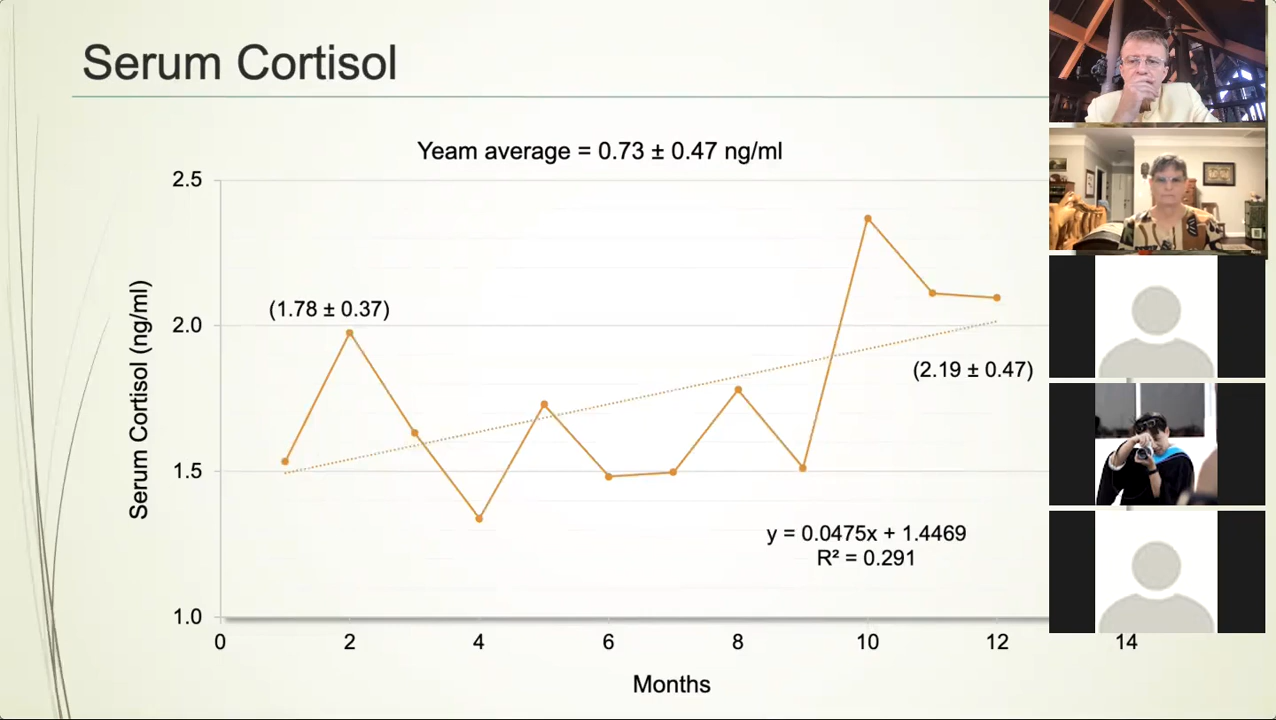 Serum Cortisol
Yeam average = 0.73 ± 0.47 ng/ml
2.5
(1.78 ± 0.37)
2.0
(2.19 ± 0.47)
Serum Cortisol (ng/ml)
1.5
y = 0.0475x + 1.4469
R² = 0.291
1.0
0 2 4 6 8 10 12 14
Months